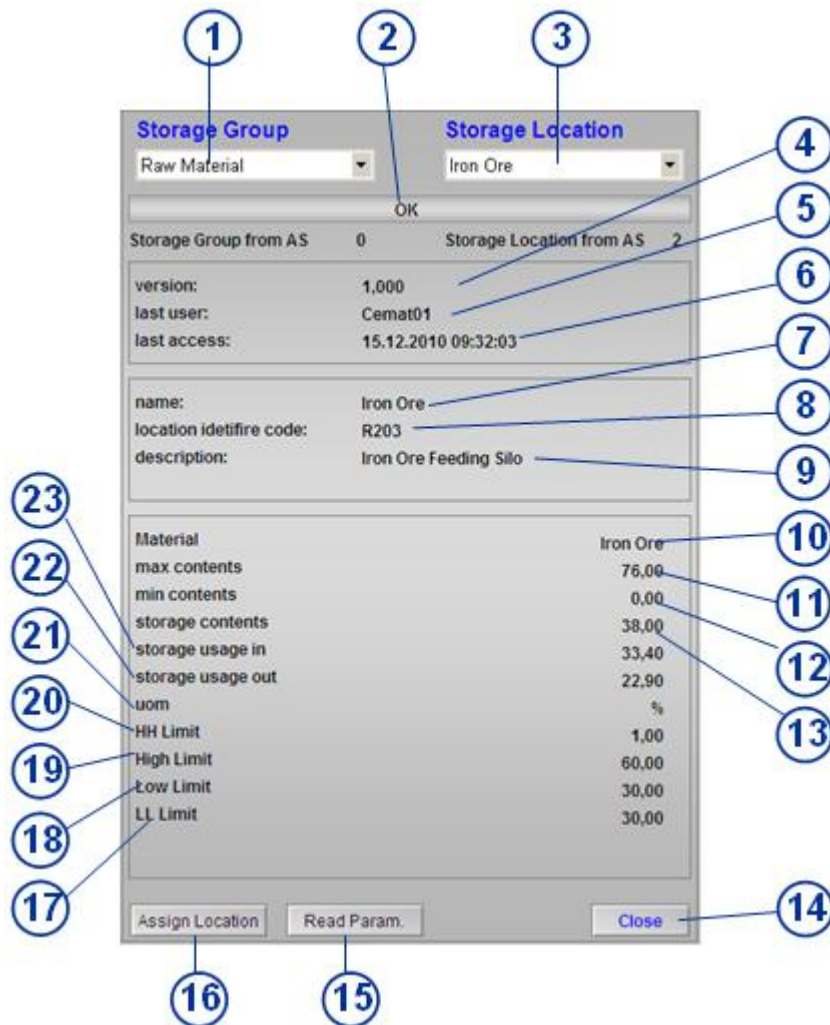 1 2 3
Storage Group Storage Location
4
Raw Material Iron Ore
5
OK
Storage Group from AS 0 Storage Location from AS 2
6
version: 1,000
last user: Cemat01
last access: 15.12.2010 09:32:03
7
name: Iron Ore
8
location idetifire code: R203
description: Iron Ore Feeding Silo
9
23
Material Iron Ore 10
max contents 76,00
22
min contents 0,00 11
storage contents 38,00
21
storage usage in 33,40
storage usage out 22,90 12
20
uom %
HH Limit 1,00 13
19
High Limit 60,00
Low Limit 30,00
18
LL Limit 30,00
17
Assign Location Read Param. Close 14
16 15